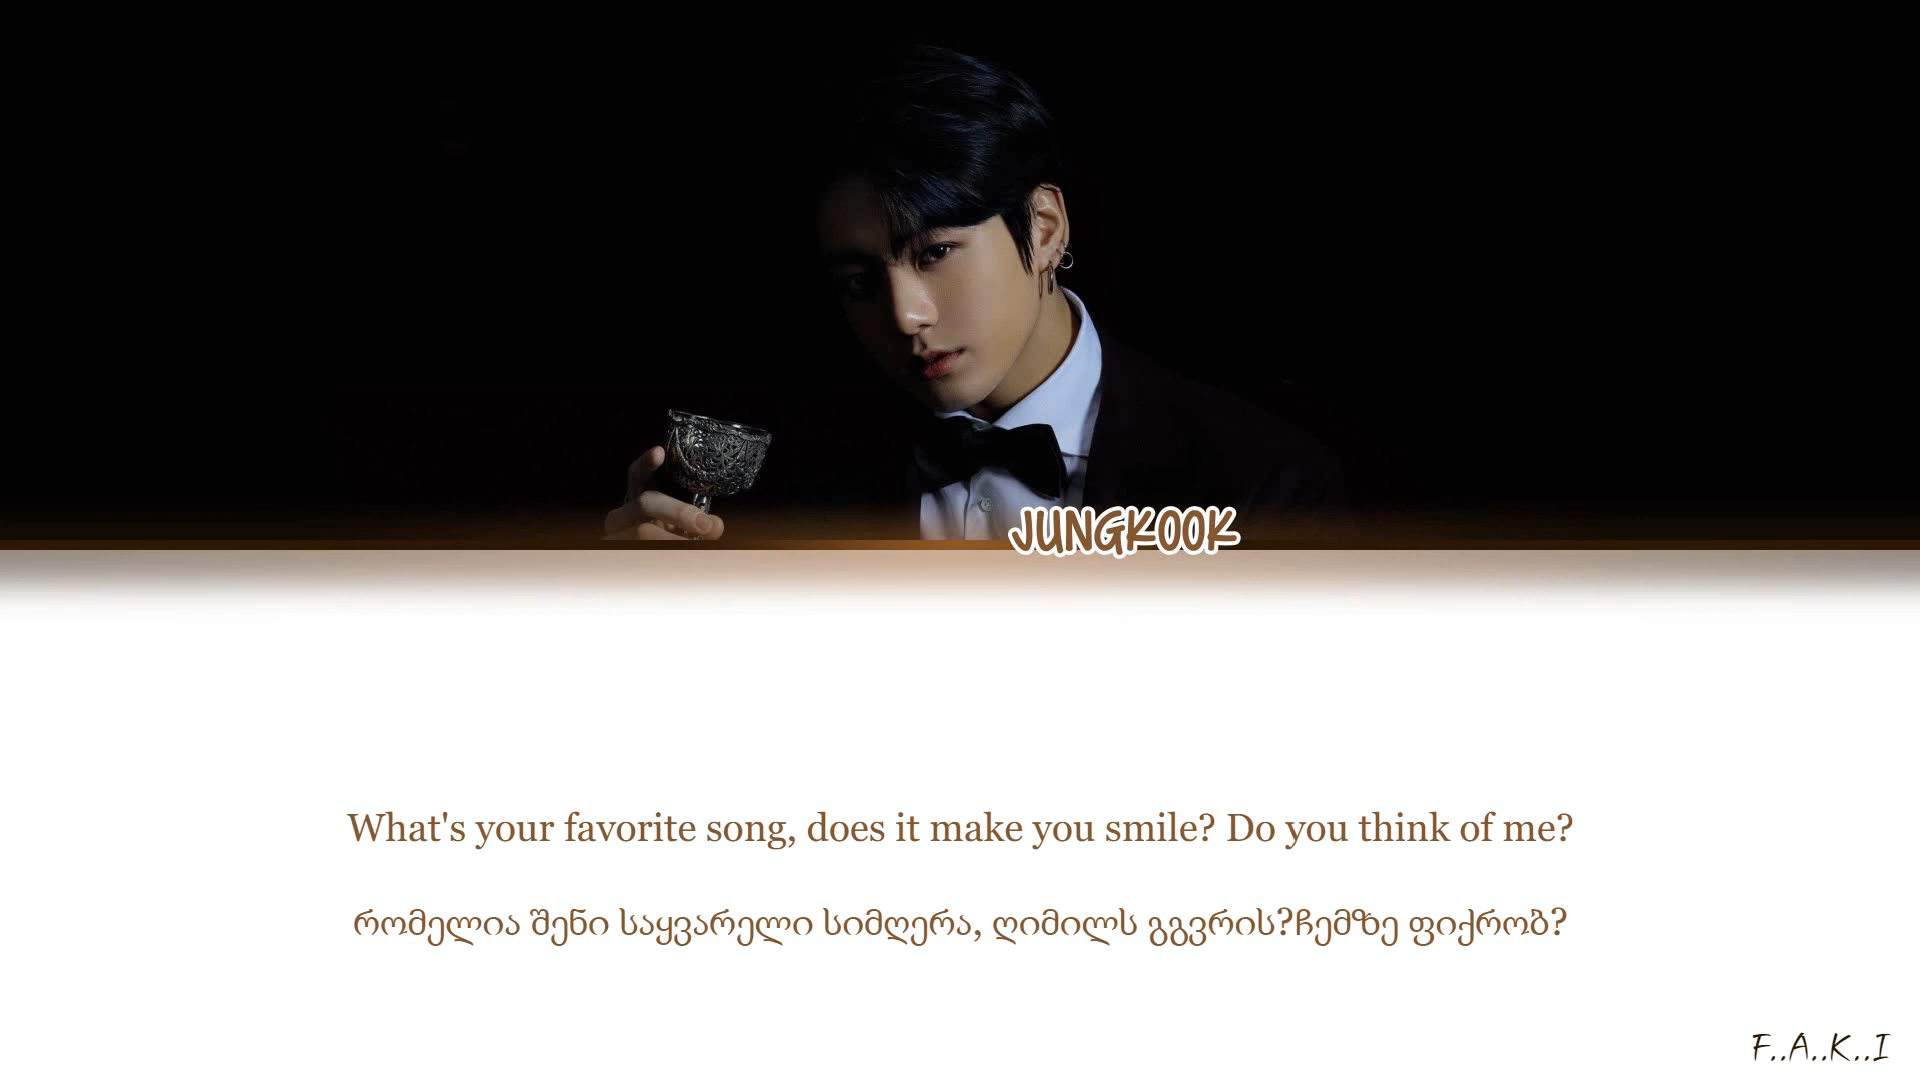 JUNGKOOK
What's your favorite song, does it make you smile? Do you think of me?
რომელია შენი საყვარელი სიმღერა, ღიმილს გგვრის?ჩემზე ფიქრობ?
F..A..K..I